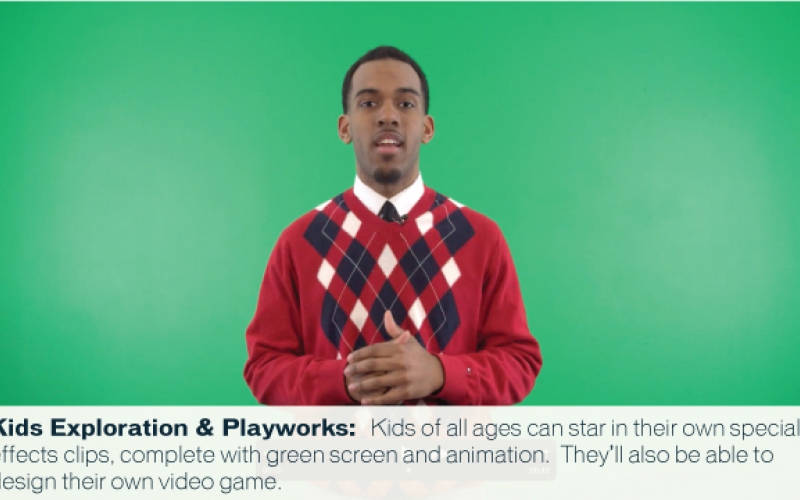 Kids Exploration & Playworks: Kids of all ages can star in their own special
effects clips, complete with green screen and animation. They'll also be able to
design their own video game.